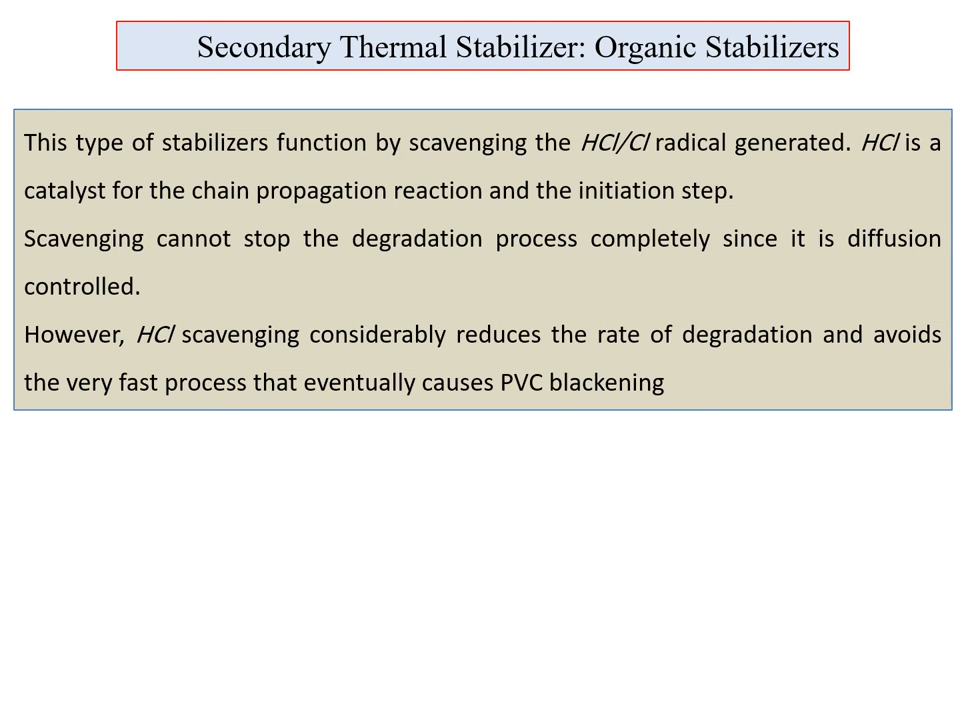 Secondary Thermal Stabilizer: Organic Stabilizers
This type of stabilizers function by scavenging the HCl/Cl radical generated. HCl is a
catalyst for the chain propagation reaction and the initiation step.
Scavenging cannot stop the degradation process completely since it is diffusion
controlled.
However, HCl scavenging considerably reduces the rate of degradation and avoids
the very fast process that eventually causes PVC blackening